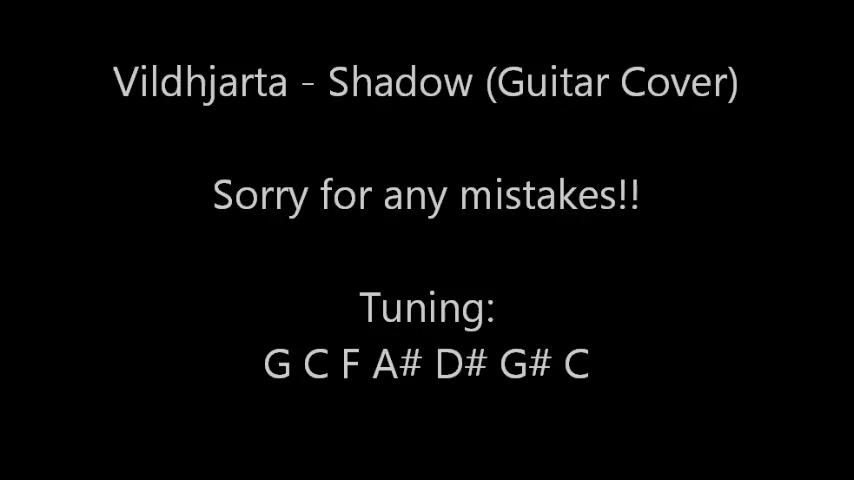 Vildhjarta - Shadow (Guitar Cover)
Sorry for any mistakes!!
Tuning:
G C F A# D# G# C